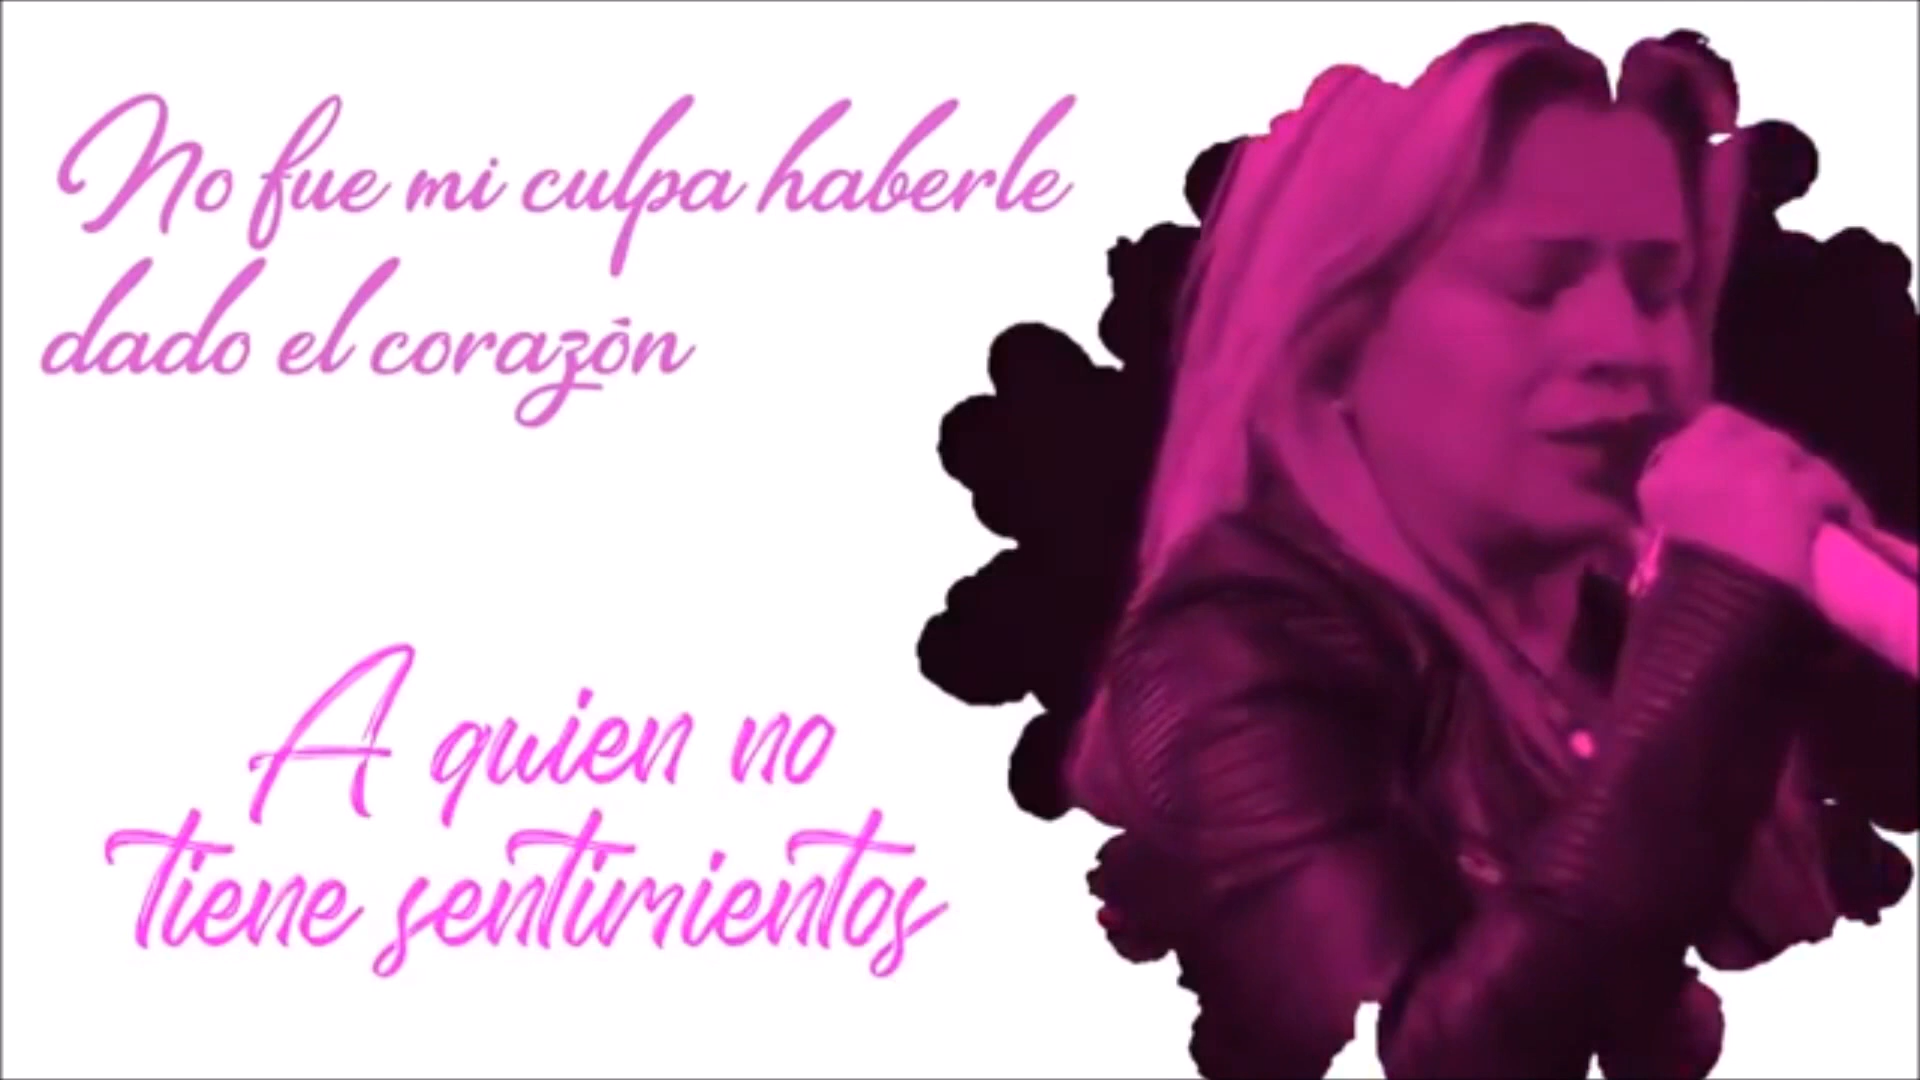 No fue mi culpa haberle
dado el corazón
A quien no
tiene sentimientos